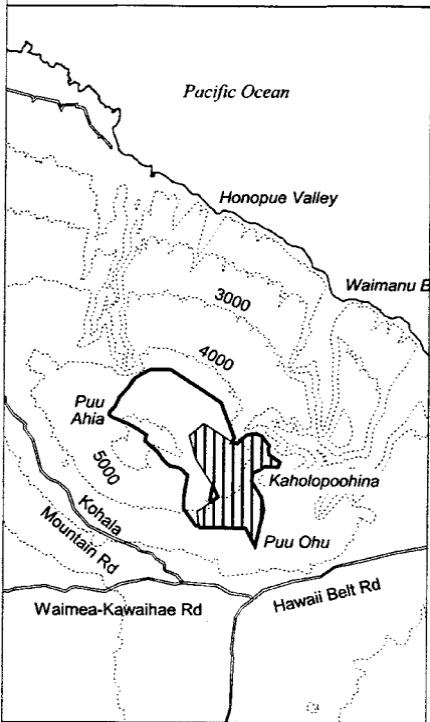 Pacific Ocean
Honopue Valley
Waimanu B
3000
4000
Puu
Ahia
5000
Kaholopoohina
Kohala
Mountain Rd
Puu Ohu
Waimea-Kawaihae Rd
Hawaii Belt Rd